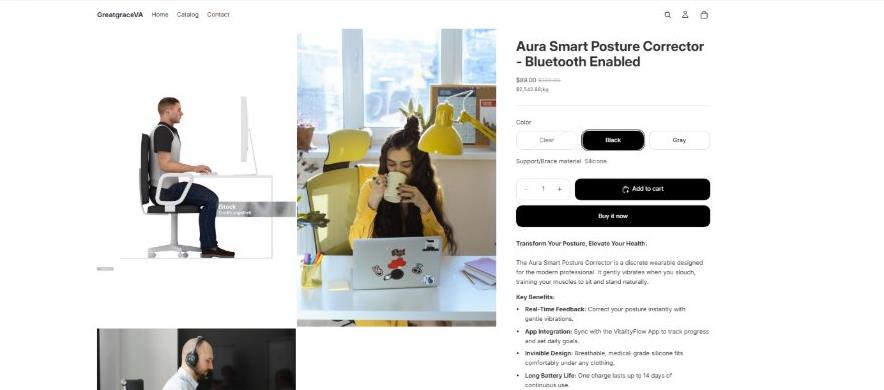 GreatgraceVA Home Catalog Contact
Aura Smart Posture Corrector
- Bluetooth Enabled
$89.00
Color
Clear Black Gray
Support/Brace material Silicone
− 1 + Add to cart
Buy it now
Transform Your Posture, Elevate Your Health.
The Aura Smart Posture Corrector is a discrete wearable designed
for the modern professional. It gently vibrates when you slouch,
training your muscles to sit and stand naturally.
Key Benefits:
• Real-Time Feedback: Correct your posture instantly with
gentle vibrations.
• App Integration: Sync with the VitalityFlow App to track progress
and set daily goals.
• Invisible Design: Breathable, medical-grade silicone fits
comfortably under any clothing.
• Long Battery Life: One charge lasts up to 14 days of
continuous use.
iStock